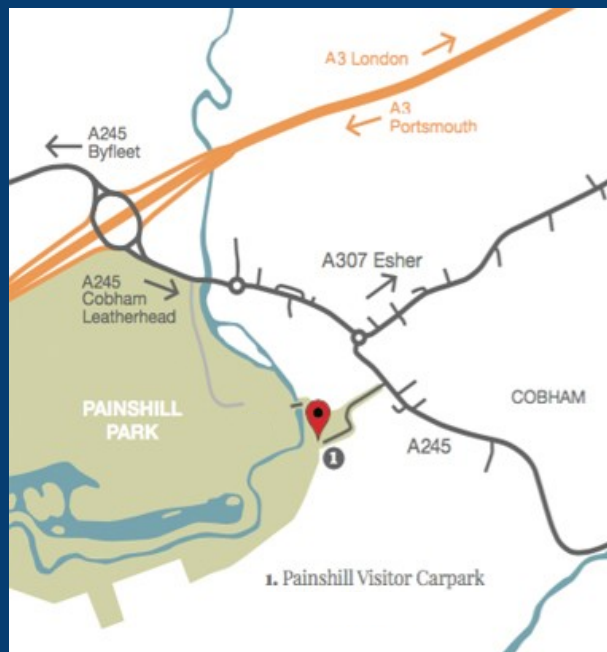 A3 London
A3
Portsmouth
A245
Byfleet
A307 Esher
A245
Cobham
Leatherhead
PAINSHILL
PARK
COBHAM
A245
1
1. Painshill Visitor Carpark